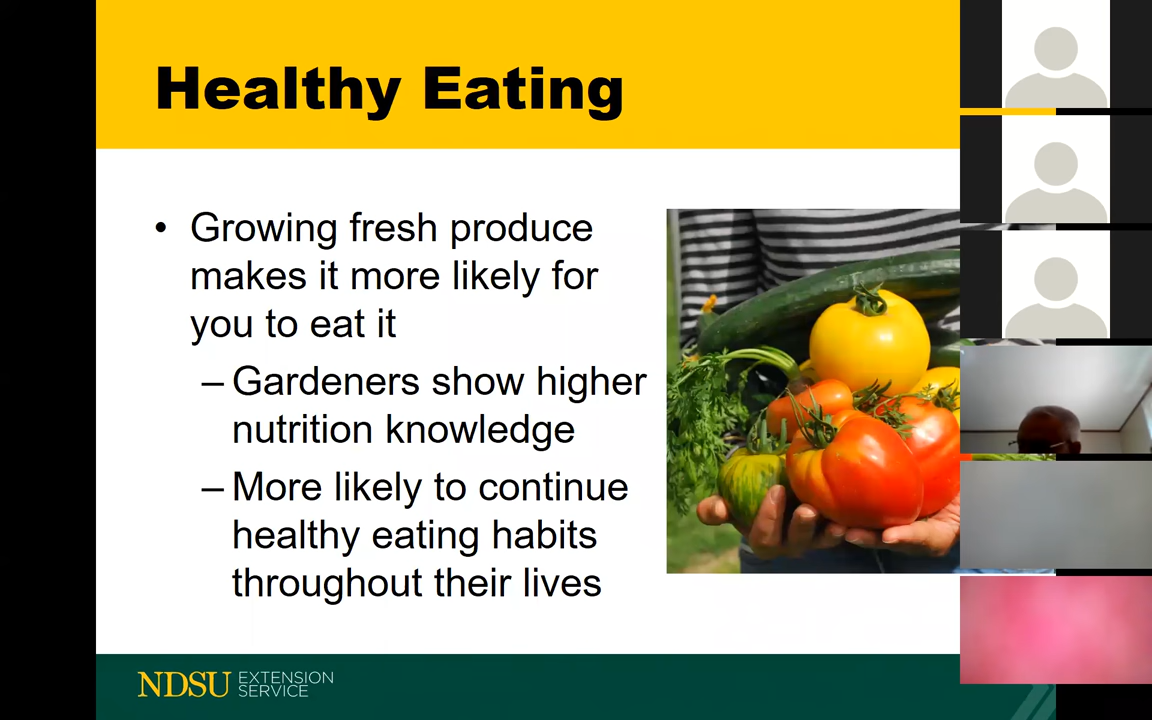 Healthy Eating
• Growing fresh produce
makes it more likely for
you to eat it
– Gardeners show higher
nutrition knowledge
– More likely to continue
healthy eating habits
throughout their lives
NDSU EXTENSION
SERVICE